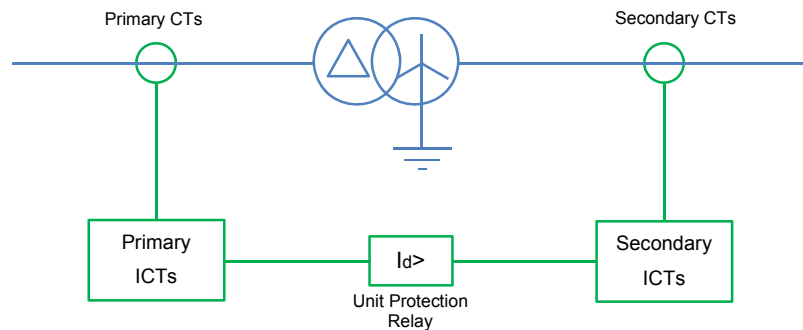 Primary CTs
Secondary CTs
Primary
ICTs
Id>
Secondary
ICTs
Unit Protection
Relay